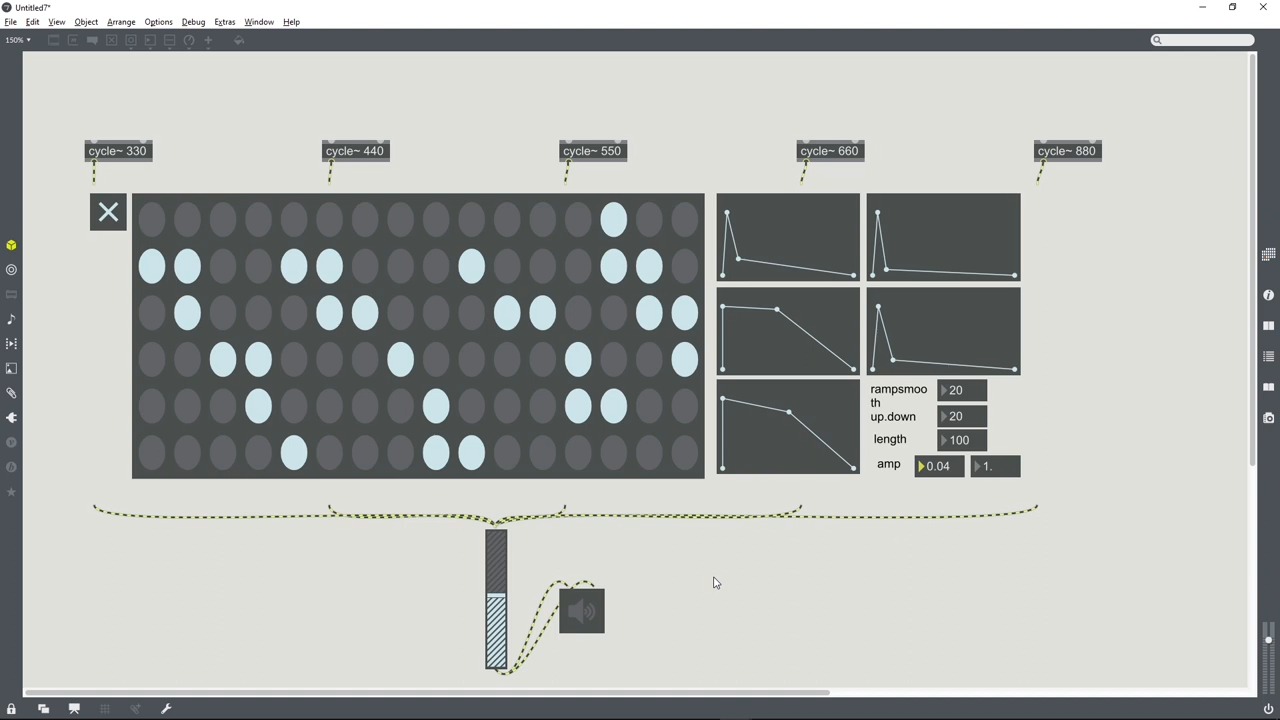 Untitled7*
File Edit View Object Arrange Options Debug Extras Window Help
150%
cycle~ 330 cycle~ 440 cycle~ 550 cycle~ 660 cycle~ 880
rampsmoo
th 20
up.down 20
length 100
amp 0.04 1.